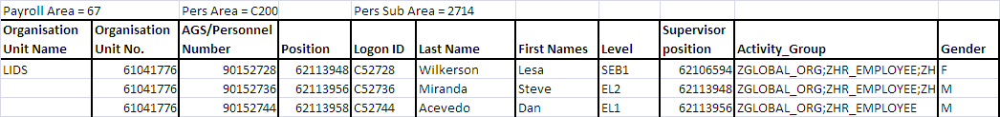 Payroll Area = 67 Pers Area = C200 Pers Sub Area = 2714
Organisation Unit Name Organisation Unit No. AGS/Personnel Number Position Logon ID Last Name First Names Level Supervisor position Activity_Group Gender
LIDS 61041776 90152728 62113948 C52728 Wilkerson Lesa SEB1 62106594 ZGLOBAL_ORG;ZHR_EMPLOYEE;ZH F
61041776 90152736 62113956 C52736 Miranda Steve EL2 62113948 ZGLOBAL_ORG;ZHR_EMPLOYEE;ZH M
61041776 90152744 62113958 C52744 Acevedo Dan EL1 62113956 ZGLOBAL_ORG;ZHR_EMPLOYEE M